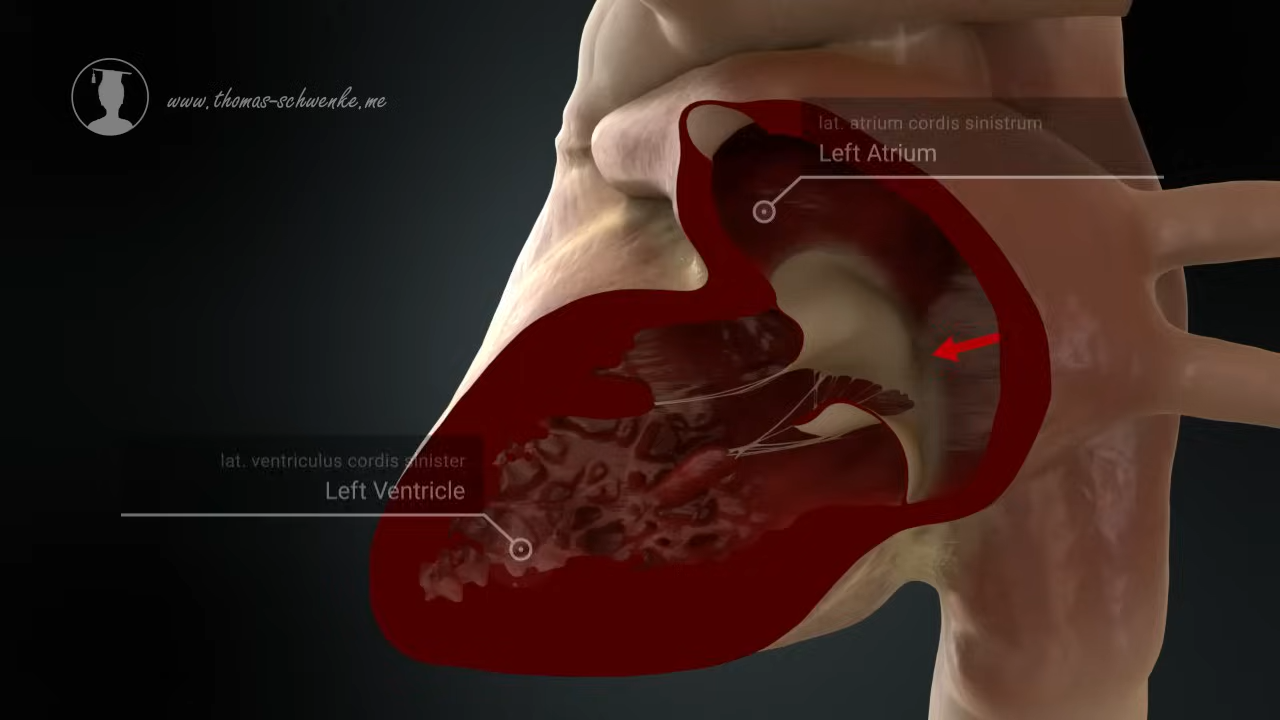 www.thomas-schwenke.me
lat. atrium cordis sinistrum
Left Atrium
lat. ventriculus cordis sinister
Left Ventricle